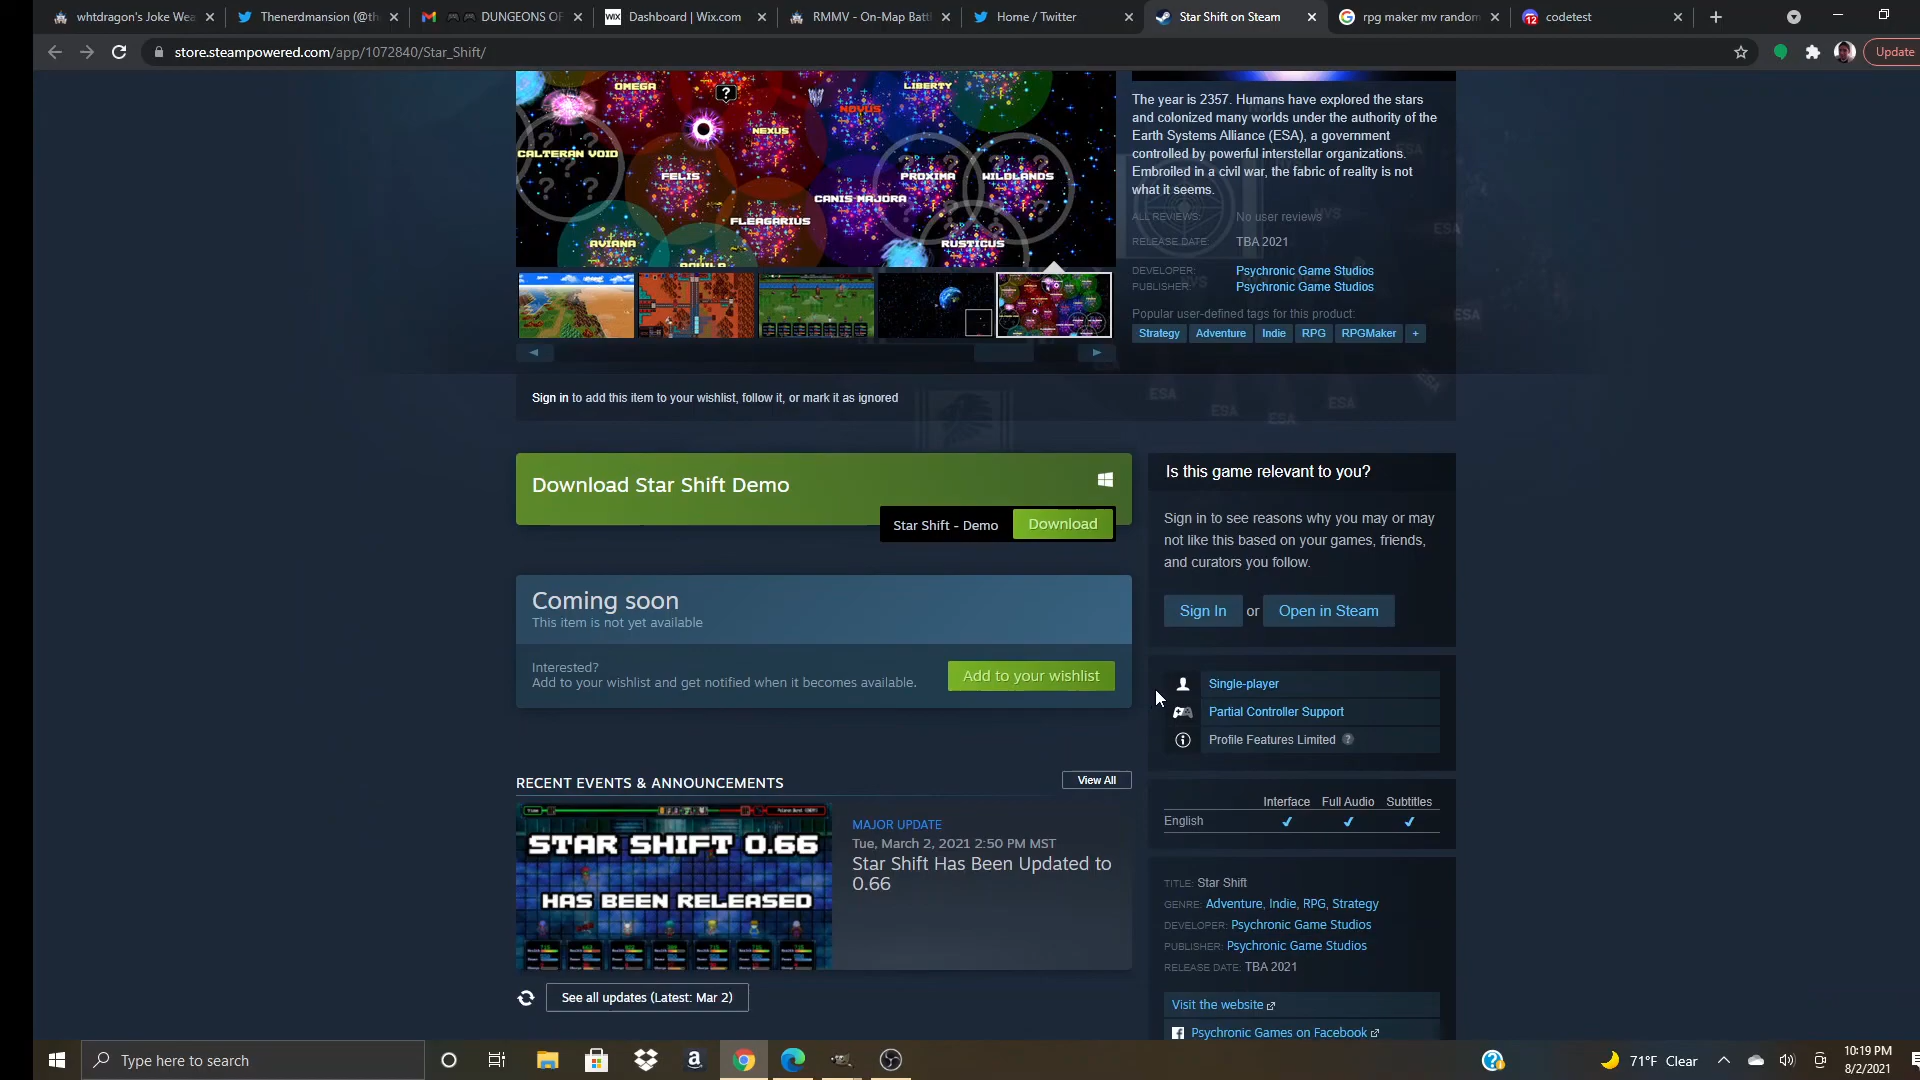 whtdragon's Joke Wea
Thenerdmansion (@th
DUNGEONS OF
WIX Dashboard | Wix.com
RMMV - On-Map Batt
Home / Twitter
Star Shift on Steam
rpg maker mv random
12 codetest
store.steampowered.com/app/1072840/Star_Shift/
Update
OMEGA
?
LIBERTY
NOVUS
NEXUS
CALTERAN VOID
FELIS
PROXIMA
WILDLANDS
CANIS MAJORA
FLEAGARIUS
AVIANA
RUSTICUS
AQUILA
The year is 2357. Humans have explored the stars
and colonized many worlds under the authority of the
Earth Systems Alliance (ESA), a government
controlled by powerful interstellar organizations.
Embroiled in a civil war, the fabric of reality is not
what it seems.
ALL REVIEWS: No user reviews
RELEASE DATE: TBA 2021
DEVELOPER: Psychronic Game Studios
PUBLISHER: Psychronic Game Studios
Popular user-defined tags for this product:
Strategy Adventure Indie RPG RPGMaker +
Sign in to add this item to your wishlist, follow it, or mark it as ignored
Download Star Shift Demo
Star Shift - Demo Download
Coming soon
This item is not yet available
Interested?
Add to your wishlist and get notified when it becomes available.
Add to your wishlist
RECENT EVENTS & ANNOUNCEMENTS
View All
STAR SHIFT 0.66
HAS BEEN RELEASED
MAJOR UPDATE
Tue, March 2, 2021 2:50 PM MST
Star Shift Has Been Updated to
0.66
See all updates (Latest: Mar 2)
Is this game relevant to you?
Sign in to see reasons why you may or may
not like this based on your games, friends,
and curators you follow.
Sign In or Open in Steam
Single-player
Partial Controller Support
Profile Features Limited ?
Interface Full Audio Subtitles
English ✔ ✔ ✔
TITLE: Star Shift
GENRE: Adventure, Indie, RPG, Strategy
DEVELOPER: Psychronic Game Studios
PUBLISHER: Psychronic Game Studios
RELEASE DATE: TBA 2021
Visit the website
Psychronic Games on Facebook
Type here to search
71°F Clear
10:19 PM
8/2/2021